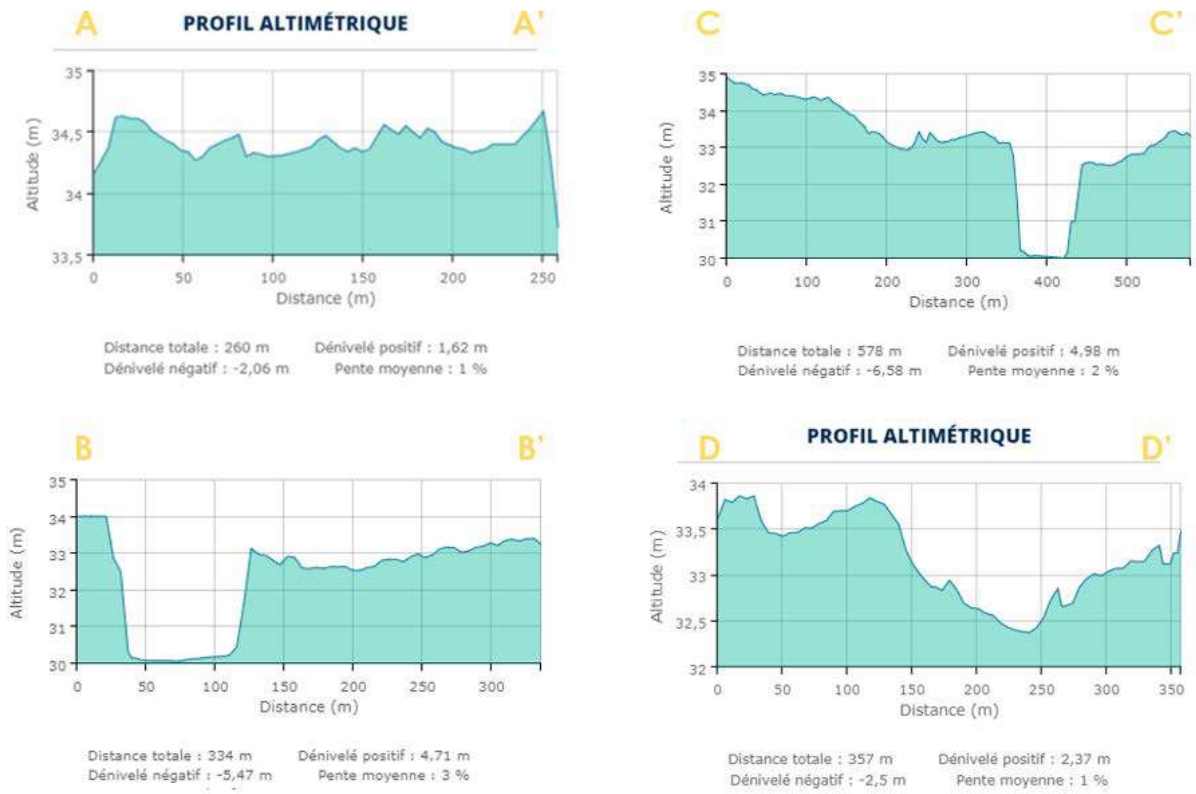 A PROFIL ALTIMÉTRIQUE A'
35
34,5
34
33,5
Altitude (m)
0 50 100 150 200 250
Distance (m)
Distance totale : 260 m Dénivelé positif : 1,62 m
Dénivelé négatif : -2,06 m Pente moyenne : 1 %
C C'
35
34
33
32
31
30
Altitude (m)
0 100 200 300 400 500
Distance (m)
Distance totale : 578 m Dénivelé positif : 4,98 m
Dénivelé négatif : -6,58 m Pente moyenne : 2 %
B B'
35
34
33
32
31
30
Altitude (m)
0 50 100 150 200 250 300
Distance (m)
Distance totale : 334 m Dénivelé positif : 4,71 m
Dénivelé négatif : -5,47 m Pente moyenne : 3 %
D PROFIL ALTIMÉTRIQUE D'
34
33,5
33
32,5
32
Altitude (m)
0 50 100 150 200 250 300 350
Distance (m)
Distance totale : 357 m Dénivelé positif : 2,37 m
Dénivelé négatif : -2,5 m Pente moyenne : 1 %